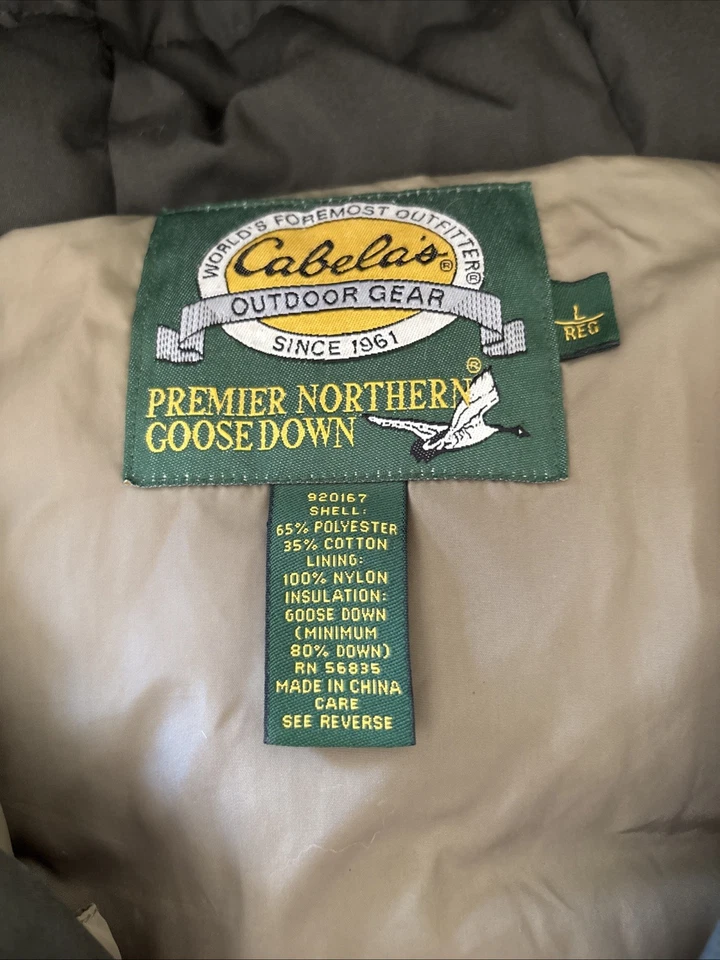 WORLD'S FOREMOST OUTFITTER®
Cabela's®
OUTDOOR GEAR
SINCE 1961
PREMIER NORTHERN®
GOOSE DOWN
L
REG
920167
SHELL:
65% POLYESTER
35% COTTON
LINING:
100% NYLON
INSULATION:
GOOSE DOWN
(MINIMUM
80% DOWN)
RN 56835
MADE IN CHINA
CARE
SEE REVERSE